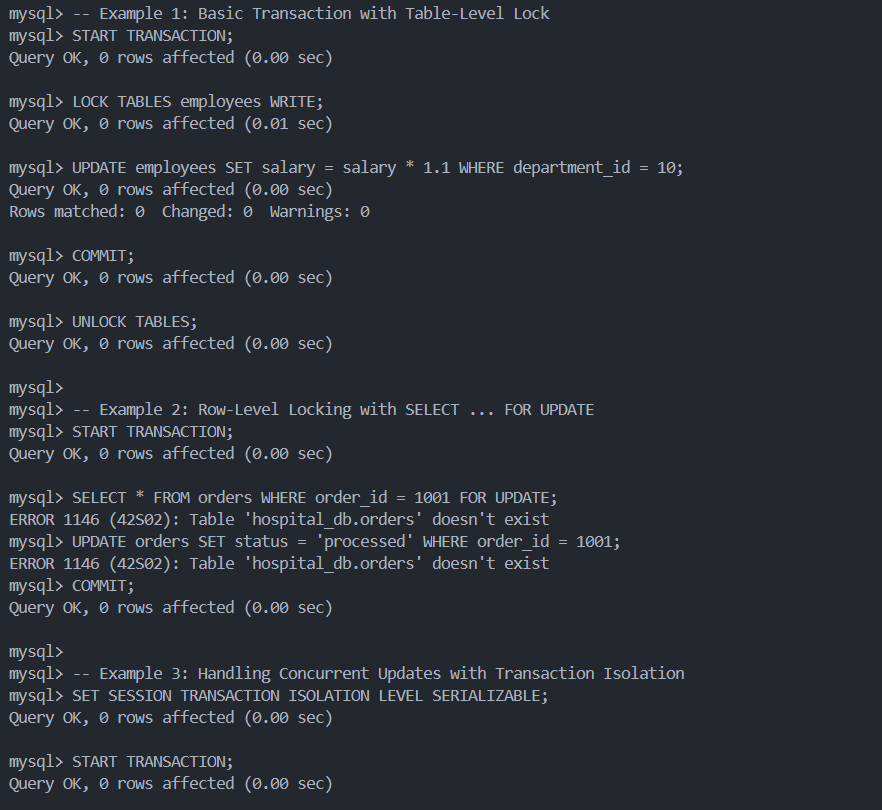 mysql> -- Example 1: Basic Transaction with Table-Level Lock
mysql> START TRANSACTION;
Query OK, 0 rows affected (0.00 sec)
mysql> LOCK TABLES employees WRITE;
Query OK, 0 rows affected (0.01 sec)
mysql> UPDATE employees SET salary = salary * 1.1 WHERE department_id = 10;
Query OK, 0 rows affected (0.00 sec)
Rows matched: 0  Changed: 0  Warnings: 0
mysql> COMMIT;
Query OK, 0 rows affected (0.00 sec)
mysql> UNLOCK TABLES;
Query OK, 0 rows affected (0.00 sec)
mysql>
mysql> -- Example 2: Row-Level Locking with SELECT ... FOR UPDATE
mysql> START TRANSACTION;
Query OK, 0 rows affected (0.00 sec)
mysql> SELECT * FROM orders WHERE order_id = 1001 FOR UPDATE;
ERROR 1146 (42S02): Table 'hospital_db.orders' doesn't exist
mysql> UPDATE orders SET status = 'processed' WHERE order_id = 1001;
ERROR 1146 (42S02): Table 'hospital_db.orders' doesn't exist
mysql> COMMIT;
Query OK, 0 rows affected (0.00 sec)
mysql>
mysql> -- Example 3: Handling Concurrent Updates with Transaction Isolation
mysql> SET SESSION TRANSACTION ISOLATION LEVEL SERIALIZABLE;
Query OK, 0 rows affected (0.00 sec)
mysql> START TRANSACTION;
Query OK, 0 rows affected (0.00 sec)